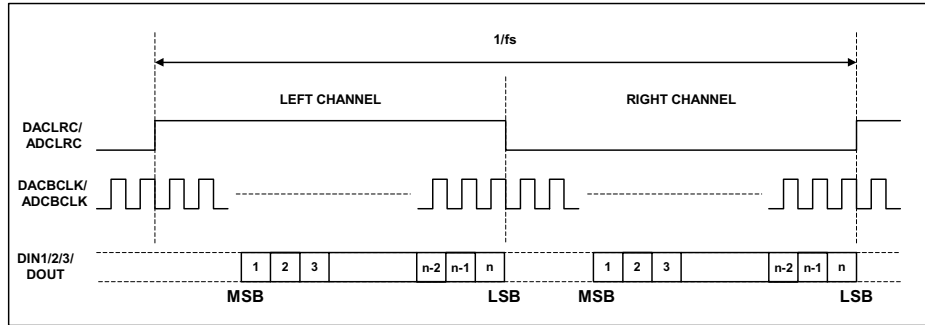 1/fs
LEFT CHANNEL
RIGHT CHANNEL
DACLRC/
ADCLRC
DACBCLK/
ADCBCLK
DIN1/2/3/
DOUT
1 2 3 n-2 n-1 n 1 2 3 n-2 n-1 n
MSB LSB MSB LSB